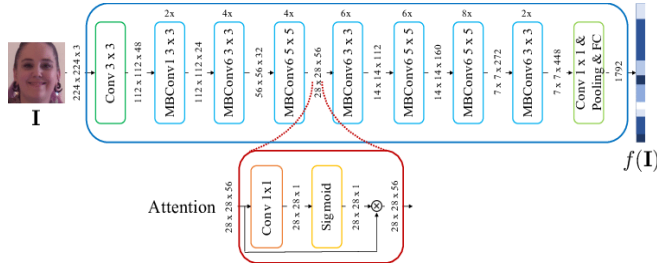 2x 4x 4x 6x 6x 8x 2x
224 x 224 x 3
Conv 3 x 3
112 x 112 x 48
MBConv1 3 x 3
112 x 112 x 24
MBConv6 3 x 3
56 x 56 x 32
MBConv6 5 x 5
28 x 28 x 56
MBConv6 3 x 3
14 x 14 x 112
MBConv6 5 x 5
14 x 14 x 160
MBConv6 5 x 5
7 x 7 x 272
MBConv6 3 x 3
7 x 7 x 448
Conv 1 x 1 &
Pooling & FC
1792
I
f(I)
Attention
28 x 28 x 56
Conv 1x1
28 x 28 x 1
Sigmoid
28 x 28 x 1
⊗
28 x 28 x 56